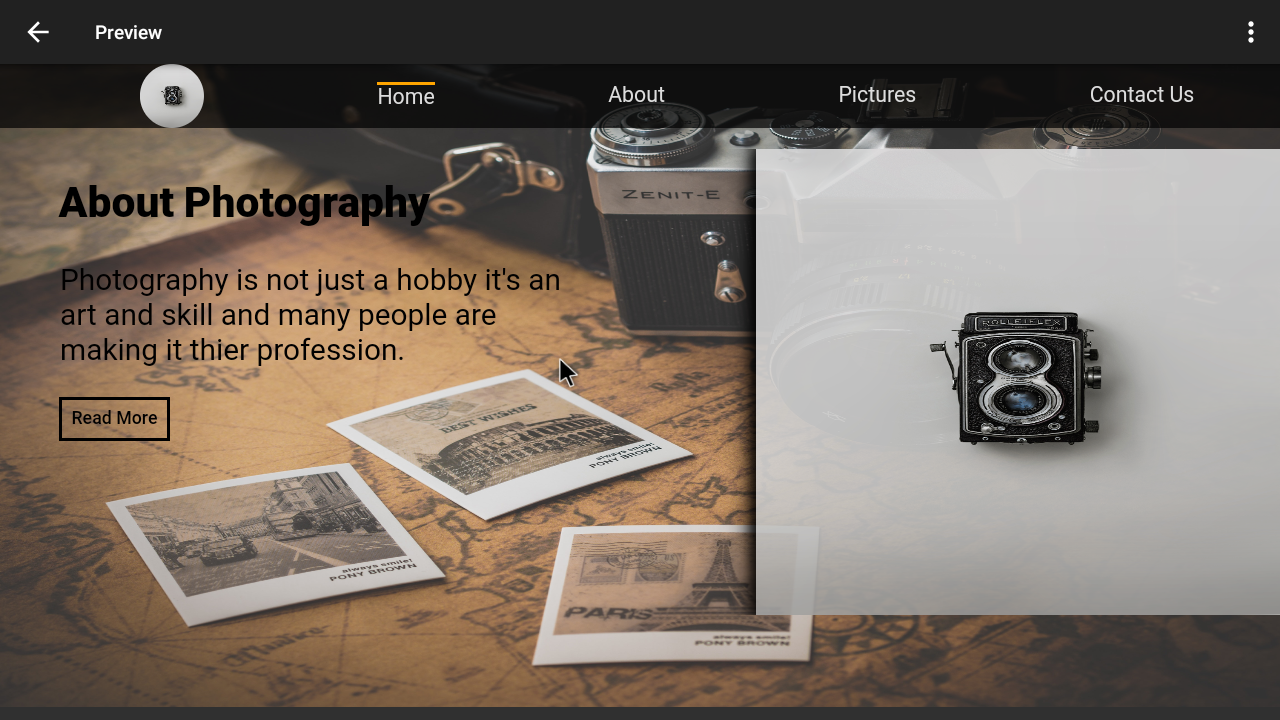 Preview
Home
About
Pictures
Contact Us
ZENIT-E
About Photography
Photography is not just a hobby it's an
art and skill and many people are
making it thier profession.
Read More
ROLLEIFLEX
BEST WISHES
always smile!
PONY BROWN
always smile!
PONY BROWN
PARIS
always smile!
PONY BROWN